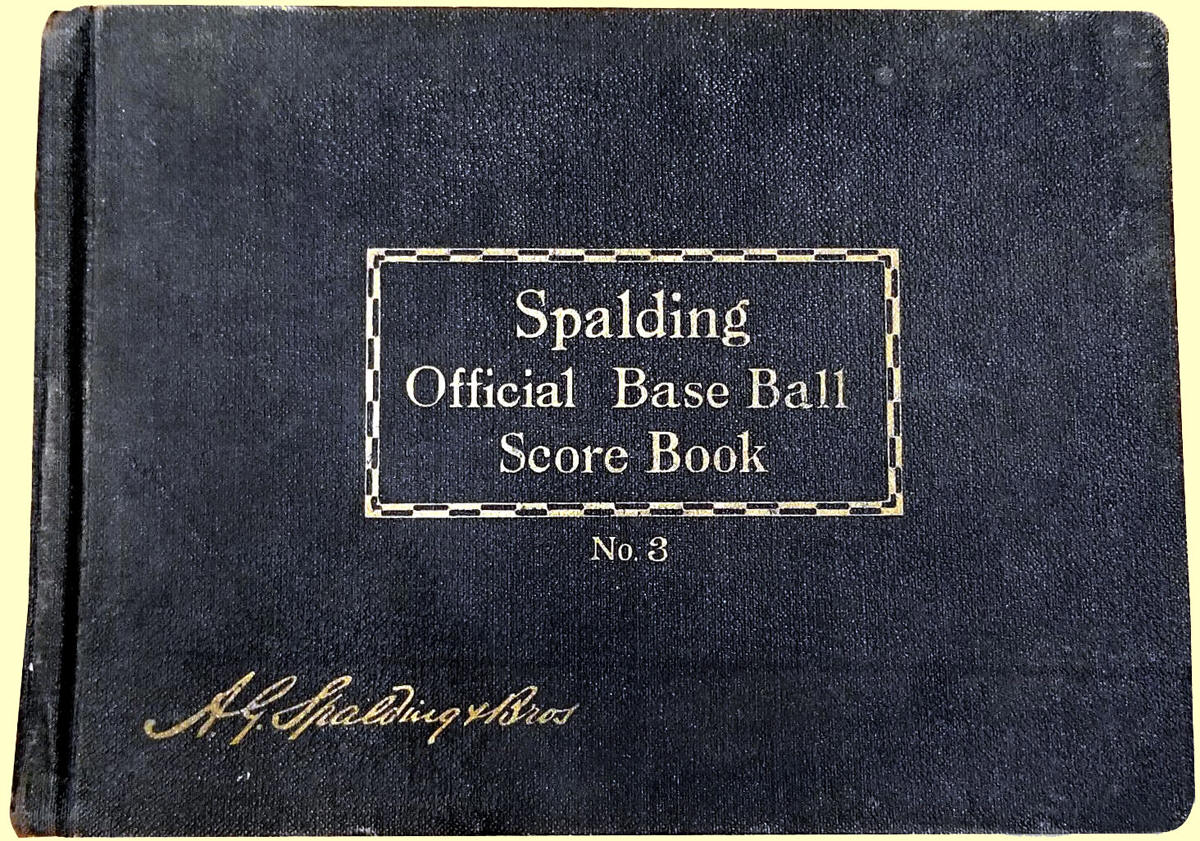 Spalding
Official Base Ball
Score Book
No. 3
A. G. Spalding & Bros